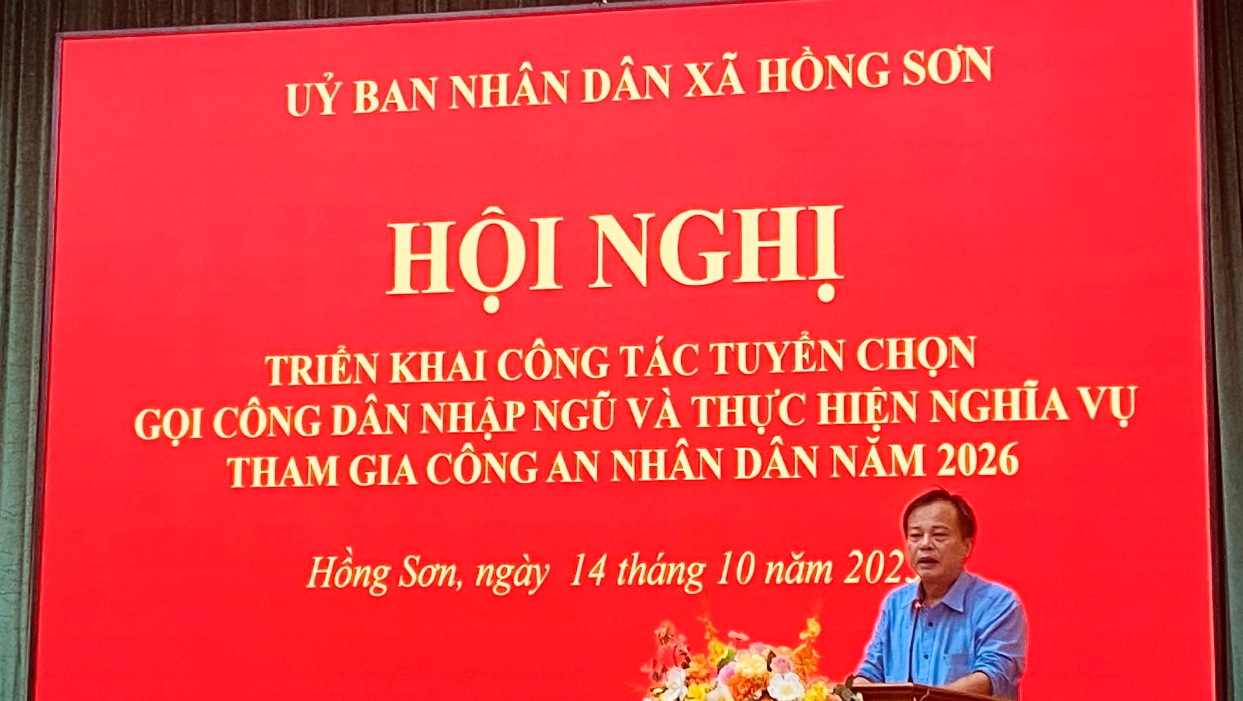 UỶ BAN NHÂN DÂN XÃ HỒNG SƠN
HỘI NGHỊ
TRIỂN KHAI CÔNG TÁC TUYỂN CHỌN
GỌI CÔNG DÂN NHẬP NGŨ VÀ THỰC HIỆN NGHĨA VỤ
THAM GIA CÔNG AN NHÂN DÂN NĂM 2026
Hồng Sơn, ngày 14 tháng 10 năm